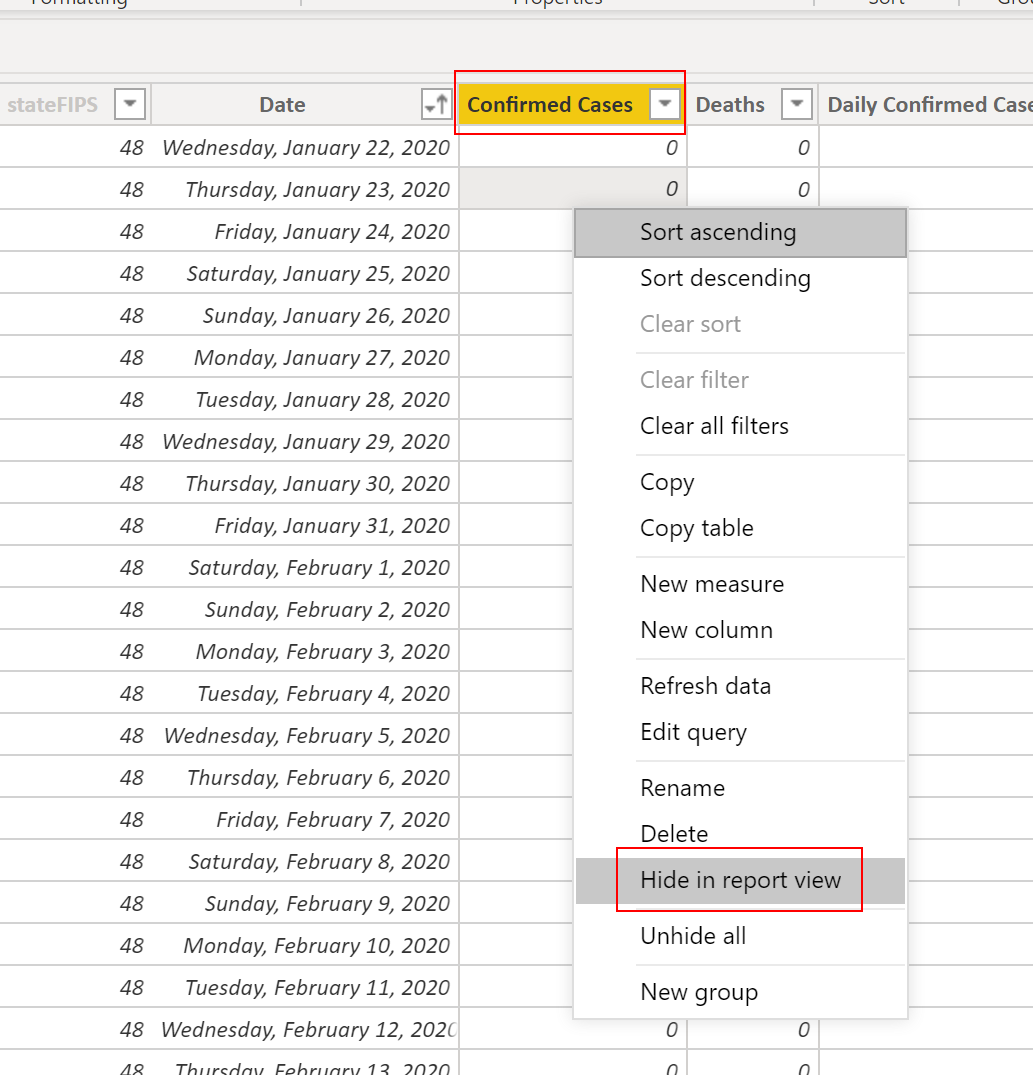 Formatting Properties Sort
stateFIPS Date Confirmed Cases Deaths Daily Confirmed
48 Wednesday, January 22, 2020 0 0
48 Thursday, January 23, 2020 0 0
48 Friday, January 24, 2020
48 Saturday, January 25, 2020
48 Sunday, January 26, 2020
48 Monday, January 27, 2020
48 Tuesday, January 28, 2020
48 Wednesday, January 29, 2020
48 Thursday, January 30, 2020
48 Friday, January 31, 2020
48 Saturday, February 1, 2020
48 Sunday, February 2, 2020
48 Monday, February 3, 2020
48 Tuesday, February 4, 2020
48 Wednesday, February 5, 2020
48 Thursday, February 6, 2020
48 Friday, February 7, 2020
48 Saturday, February 8, 2020
48 Sunday, February 9, 2020
48 Monday, February 10, 2020
48 Tuesday, February 11, 2020
48 Wednesday, February 12, 2020 0 0
48 Thursday, February 13, 2020 0 0
Sort ascending
Sort descending
Clear sort
Clear filter
Clear all filters
Copy
Copy table
New measure
New column
Refresh data
Edit query
Rename
Delete
Hide in report view
Unhide all
New group